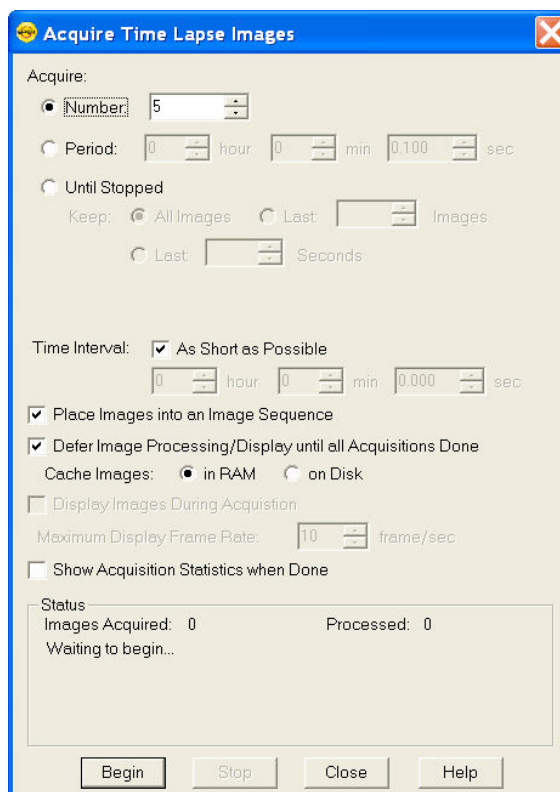 Acquire Time Lapse Images
Acquire:
Number: 5
Period: 0 hour 0 min 0.100 sec
Until Stopped
Keep: All Images Last: Images
Last: Seconds
Time Interval: As Short as Possible
0 hour 0 min 0.000 sec
Place Images into an Image Sequence
Defer Image Processing/Display until all Acquisitions Done
Cache Images: in RAM on Disk
Display Images During Acquistion
Maximum Display Frame Rate: 10 frame/sec
Show Acquisition Statistics when Done
Status
Images Acquired: 0 Processed: 0
Waiting to begin...
Begin Stop Close Help